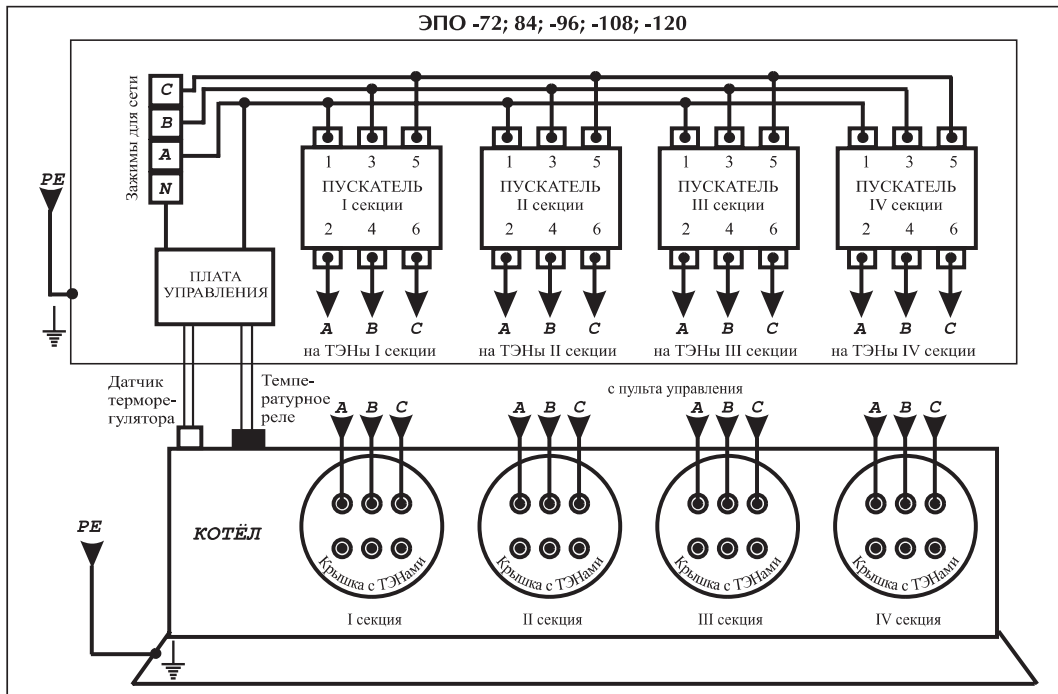 ЭПО -72; 84; -96; -108; -120
Зажимы для сети
C
B
A
N
PE
1 3 5
ПУСКАТЕЛЬ
I секции
2 4 6
1 3 5
ПУСКАТЕЛЬ
II секции
2 4 6
1 3 5
ПУСКАТЕЛЬ
III секции
2 4 6
1 3 5
ПУСКАТЕЛЬ
IV секции
2 4 6
ПЛАТА
УПРАВЛЕНИЯ
A B C
на ТЭНы I секции
A B C
на ТЭНы II секции
A B C
на ТЭНы III секции
A B C
на ТЭНы IV секции
Датчик
терморе-
гулятора
Темпе-
ратурное
реле
с пульта управления
A B C
A B C
A B C
A B C
PE
КОТЁЛ
Крышка с ТЭНами
Крышка с ТЭНами
Крышка с ТЭНами
Крышка с ТЭНами
I секция
II секция
III секция
IV секция